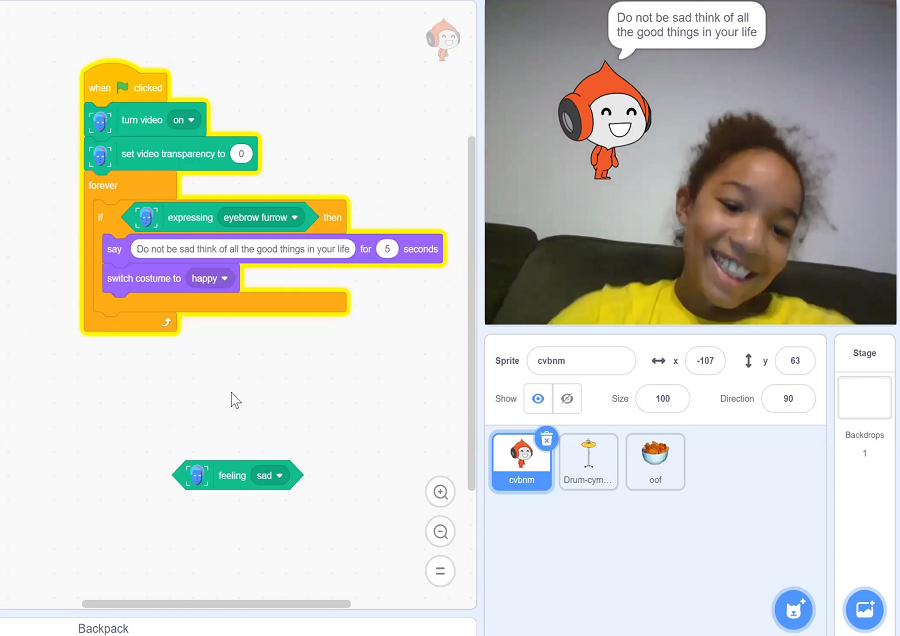 when clicked
turn video on
set video transparency to 0
forever
if expressing eyebrow furrow then
say Do not be sad think of all the good things in your life for 5 seconds
switch costume to happy
feeling sad
Backpack
Do not be sad think of all
the good things in your life
Sprite cvbnm x -107 y 63
Show Size 100 Direction 90
cvbnm
Drum-cym...
oof
Stage
Backdrops
1